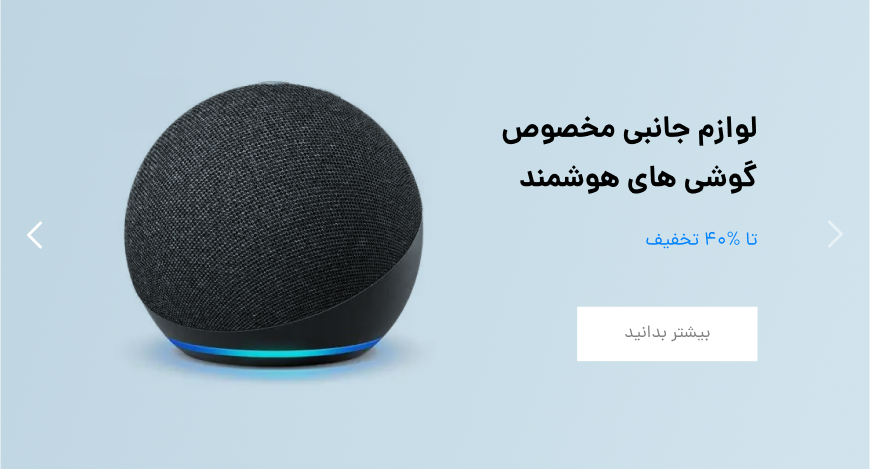 لوازم جانبی مخصوص
گوشی های هوشمند
تا %۴۰ تخفیف
بیشتر بدانید